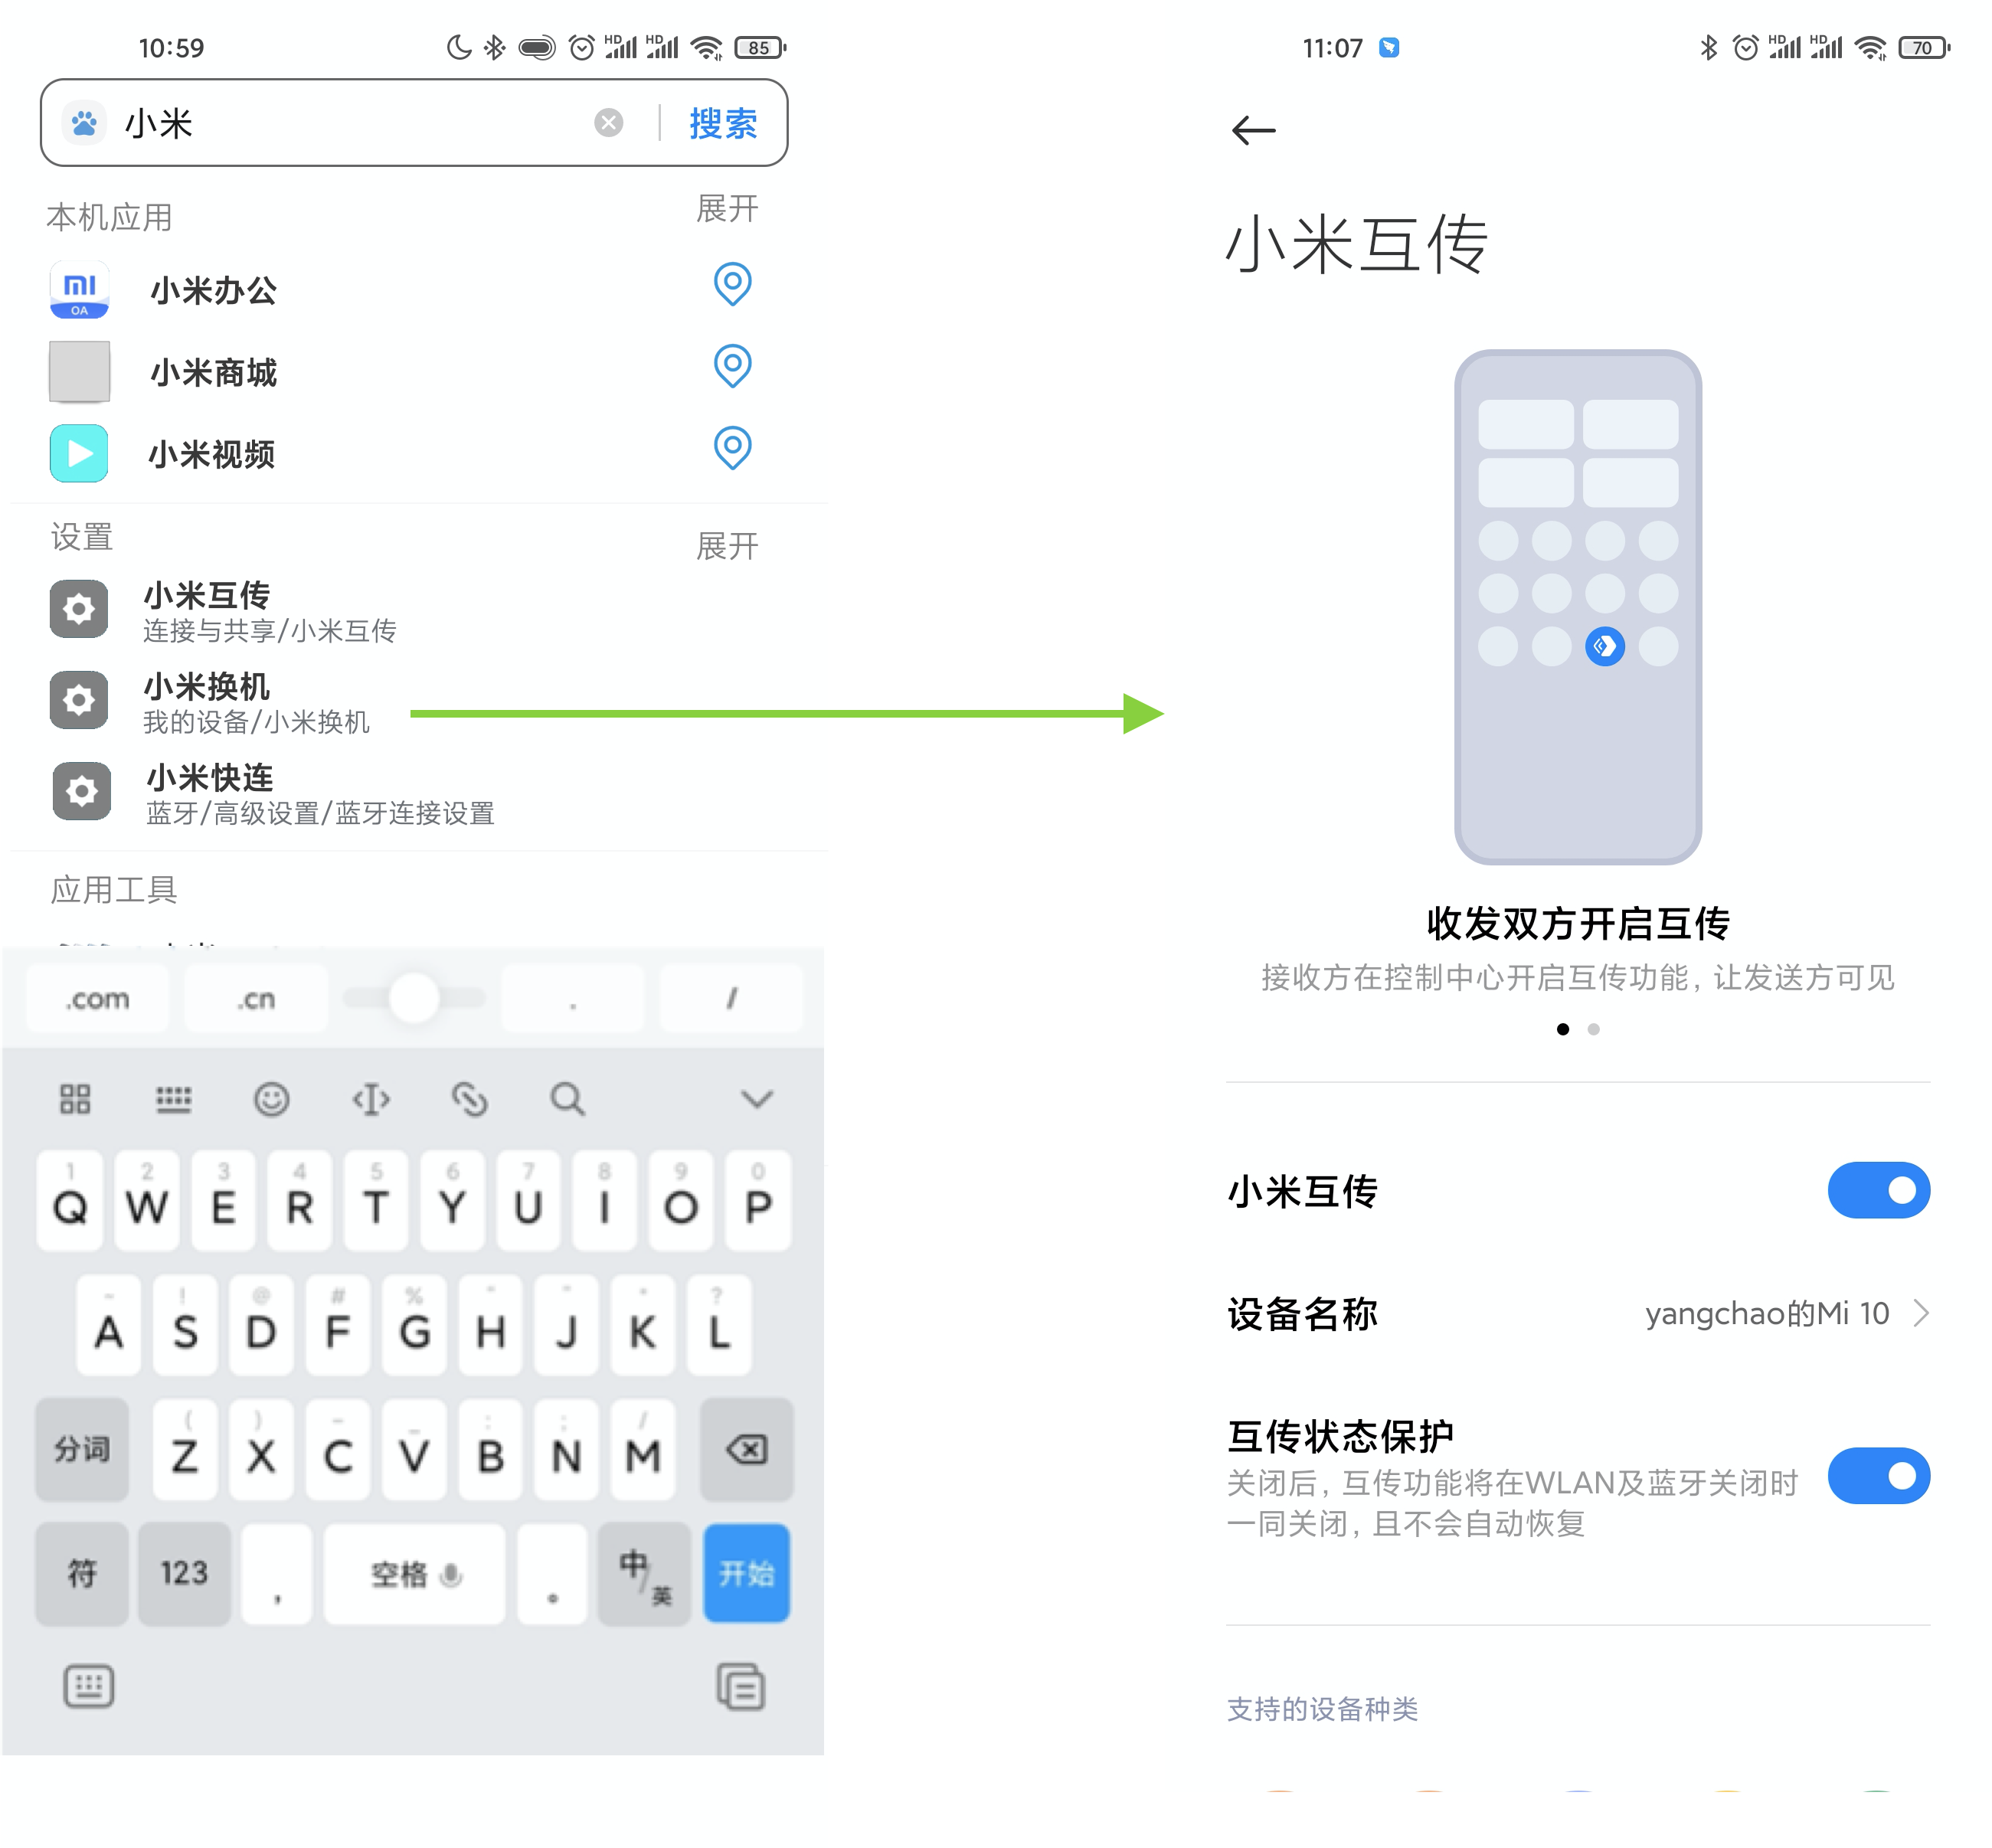 10:59
HD HD 85
小米
搜索
本机应用
展开
mi
OA
小米办公
小米商城
小米视频
设置
展开
小米互传
连接与共享/小米互传
小米换机
我的设备/小米换机
小米快连
蓝牙/高级设置/蓝牙连接设置
应用工具
.com .cn . /
1 2 3 4 5 6 7 8 9 0
Q W E R T Y U I O P
~ ! @ # % ?
A S D F G H J K L
( ) - _ : ; /
分词 Z X C V B N M
符 123 , 空格 。 中/英 开始
11:07
HD HD 70
小米互传
收发双方开启互传
接收方在控制中心开启互传功能，让发送方可见
小米互传
设备名称
yangchao的Mi 10
互传状态保护
关闭后，互传功能将在WLAN及蓝牙关闭时
一同关闭，且不会自动恢复
支持的设备种类